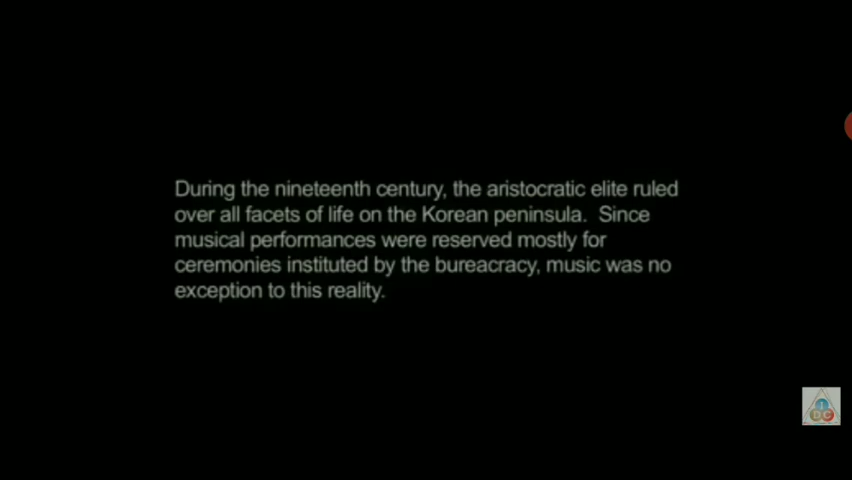 During the nineteenth century, the aristocratic elite ruled
over all facets of life on the Korean peninsula.  Since
musical performances were reserved mostly for
ceremonies instituted by the bureacracy, music was no
exception to this reality.
I
DC